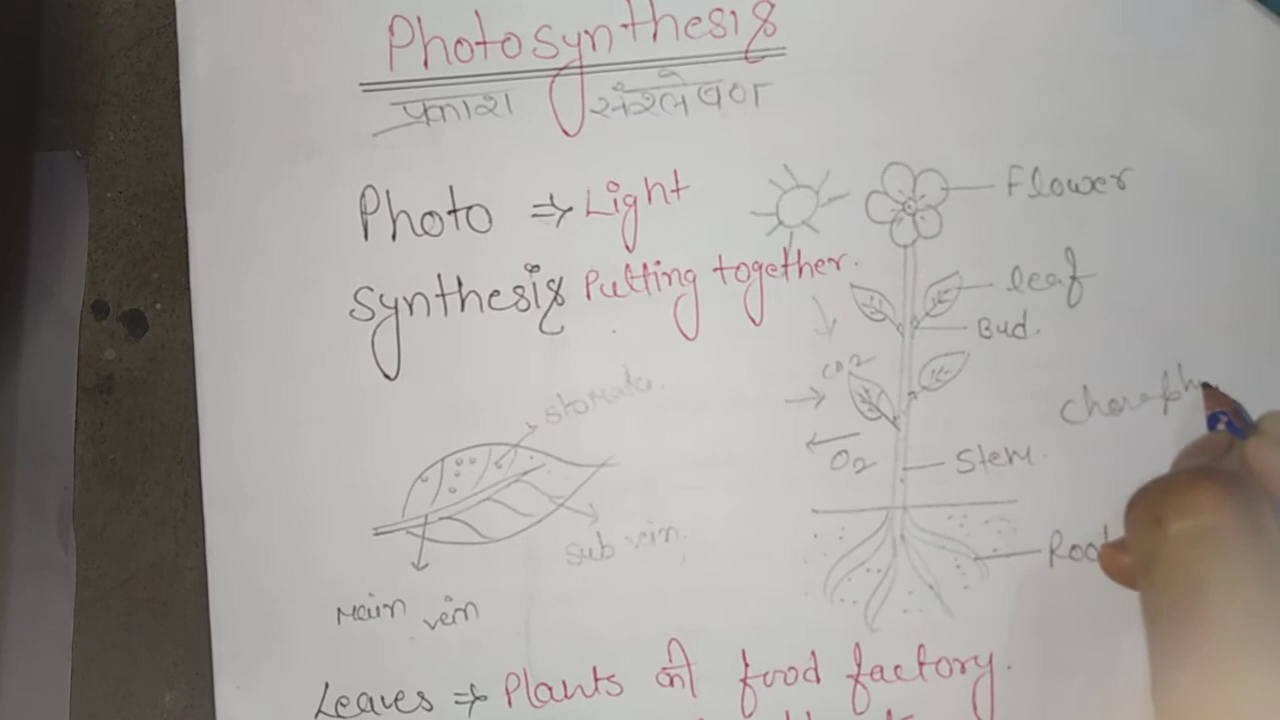 Photosynthesis
प्रकाश संश्लेषण
Photo ⇒ Light
Synthesis Putting together.
Flower
leaf
Bud.
CO2
O2
Stem.
Root
stomata
sub vein.
Main vein
Leaves ⇒ Plants की food factory.